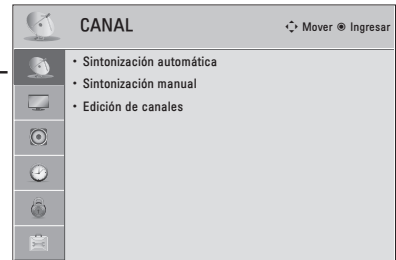 CANAL
Mover Ingresar
• Sintonización automática
• Sintonización manual
• Edición de canales